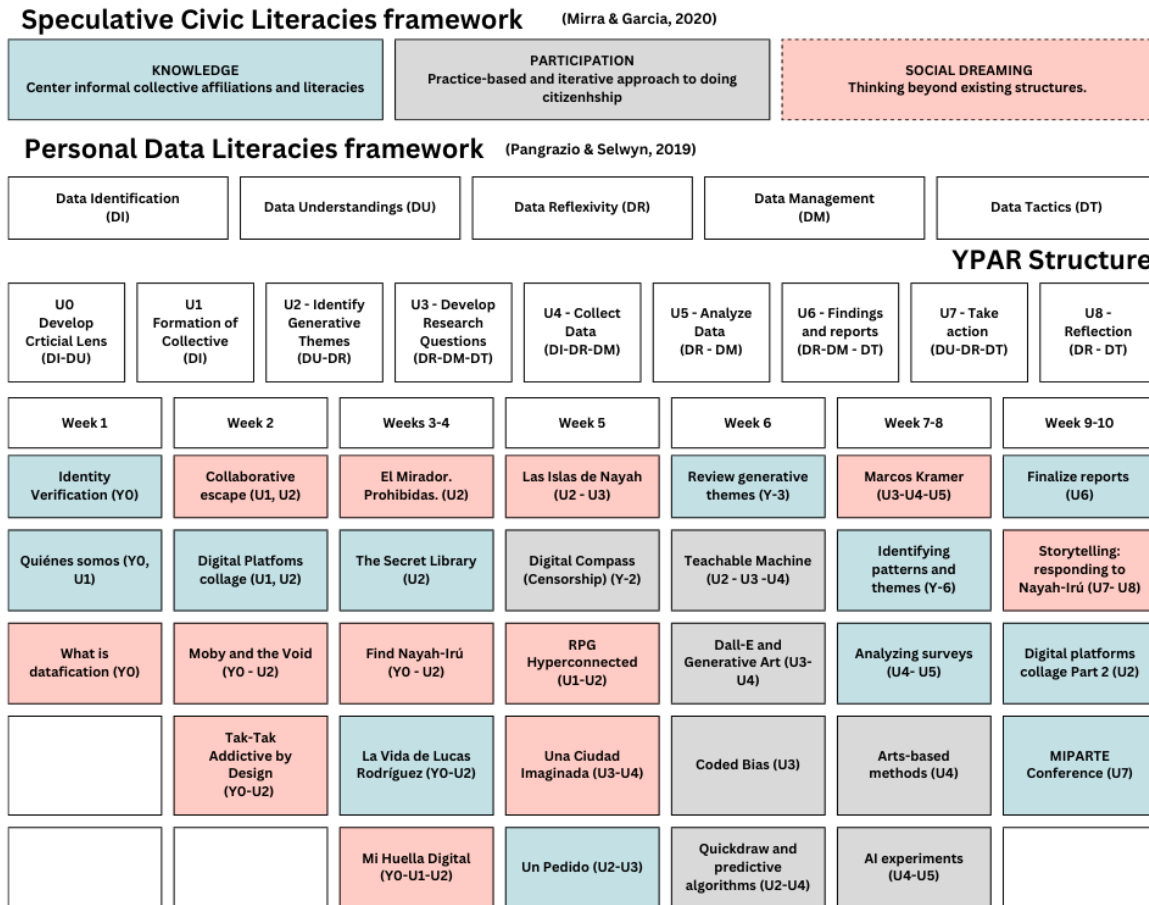 Speculative Civic Literacies framework (Mirra & Garcia, 2020)
KNOWLEDGE
Center informal collective affiliations and literacies
PARTICIPATION
Practice-based and iterative approach to doing
citizenhship
SOCIAL DREAMING
Thinking beyond existing structures.
Personal Data Literacies framework (Pangrazio & Selwyn, 2019)
Data Identification
(DI)
Data Understandings (DU)
Data Reflexivity (DR)
Data Management
(DM)
Data Tactics (DT)
YPAR Structure
U0
Develop
Crticial Lens
(DI-DU)
U1
Formation of
Collective
(DI)
U2 - Identify
Generative
Themes
(DU-DR)
U3 - Develop
Research
Questions
(DR-DM-DT)
U4 - Collect
Data
(DI-DR-DM)
U5 - Analyze
Data
(DR - DM)
U6 - Findings
and reports
(DR-DM - DT)
U7 - Take
action
(DU-DR-DT)
U8 -
Reflection
(DR - DT)
Week 1
Week 2
Weeks 3-4
Week 5
Week 6
Week 7-8
Week 9-10
Identity
Verification (Y0)
Collaborative
escape (U1, U2)
El Mirador.
Prohibidas. (U2)
Las Islas de Nayah
(U2 - U3)
Review generative
themes (Y-3)
Marcos Kramer
(U3-U4-U5)
Finalize reports
(U6)
Quiénes somos (Y0,
U1)
Digital Platfoms
collage (U1, U2)
The Secret Library
(U2)
Digital Compass
(Censorship) (Y-2)
Teachable Machine
(U2 - U3 -U4)
Identifying
patterns and
themes (Y-6)
Storytelling:
responding to
Nayah-Irú (U7- U8)
What is
datafication (Y0)
Moby and the Void
(Y0 - U2)
Find Nayah-Irú
(Y0 - U2)
RPG
Hyperconnected
(U1-U2)
Dall-E and
Generative Art (U3-
U4)
Analyzing surveys
(U4- U5)
Digital platforms
collage Part 2 (U2)
Tak-Tak
Addictive by
Design
(Y0-U2)
La Vida de Lucas
Rodríguez (Y0-U2)
Una Ciudad
Imaginada (U3-U4)
Coded Bias (U3)
Arts-based
methods (U4)
MIPARTE
Conference (U7)
Mi Huella Digital
(Y0-U1-U2)
Un Pedido (U2-U3)
Quickdraw and
predictive
algorithms (U2-U4)
AI experiments
(U4-U5)